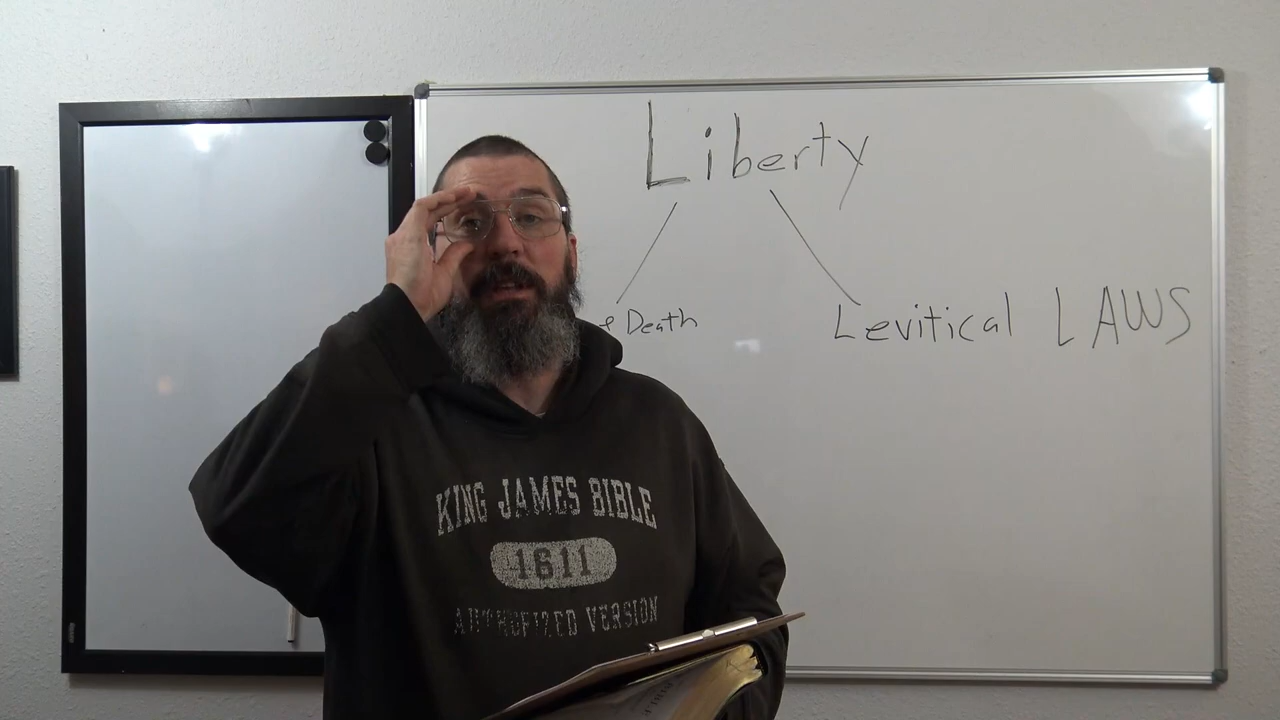 Liberty
f Death
Levitical LAWS
KING JAMES BIBLE
1611
AUTHORIZED VERSION